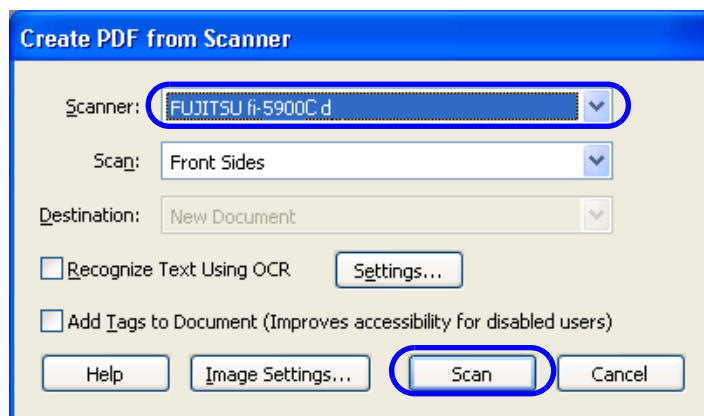 Create PDF from Scanner
Scanner: FUJITSU fi-5900C d
Scan: Front Sides
Destination: New Document
Recognize Text Using OCR Settings...
Add Tags to Document (Improves accessibility for disabled users)
Help Image Settings... Scan Cancel